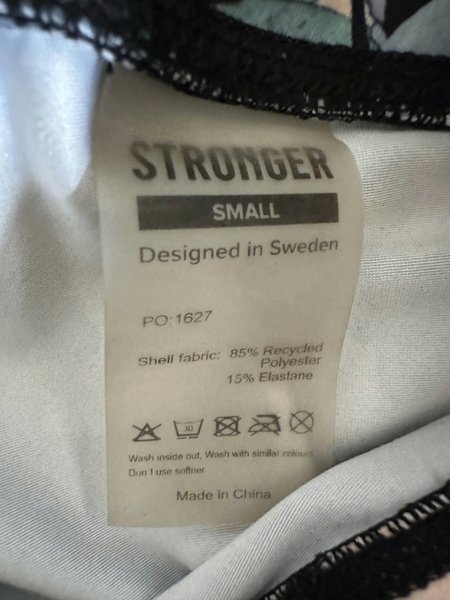 STRONGER
SMALL
Designed in Sweden
PO:1627
Shell fabric: 85% Recycled
Polyester
15% Elastane
30
Wash inside out, Wash with similar colours
Don t use softner
Made in China